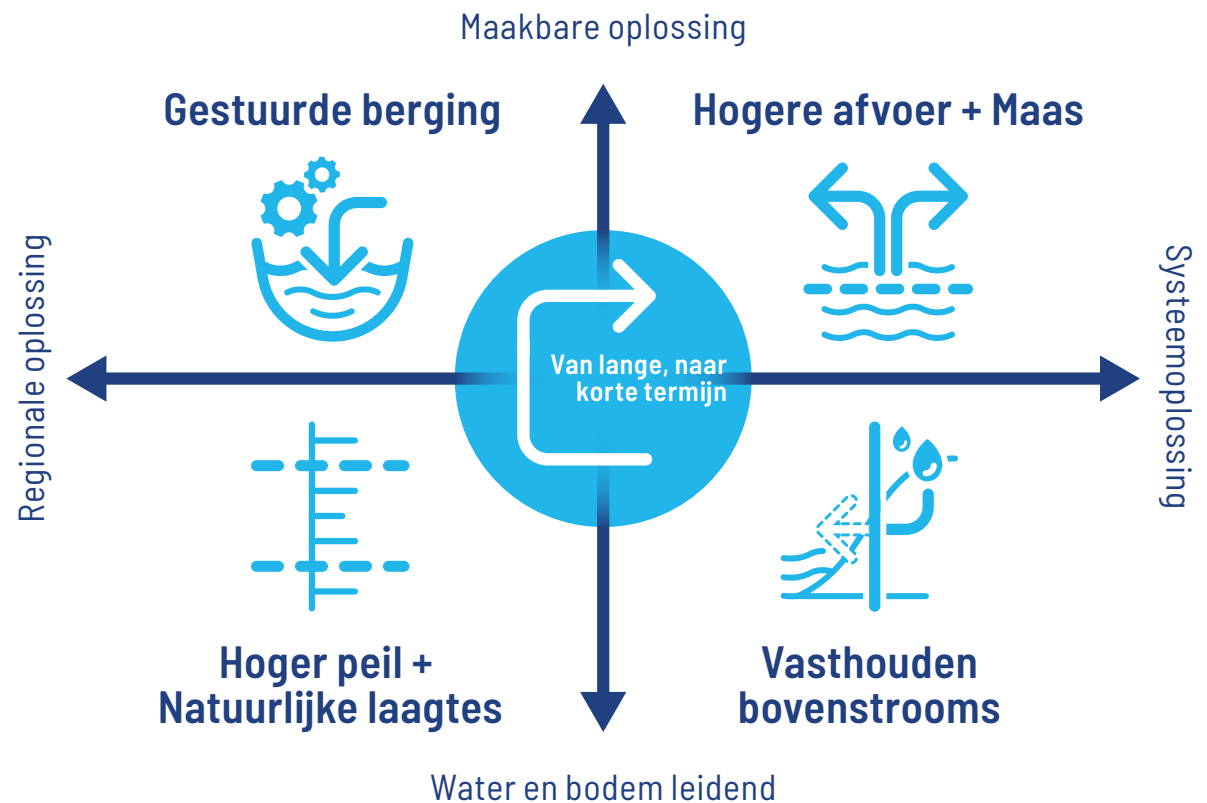 Maakbare oplossing
Gestuurde berging
Hogere afvoer + Maas
Regionale oplossing
Systeemoplossing
Van lange, naar
korte termijn
Hoger peil +
Natuurlijke laagtes
Vasthouden
bovenstrooms
Water en bodem leidend